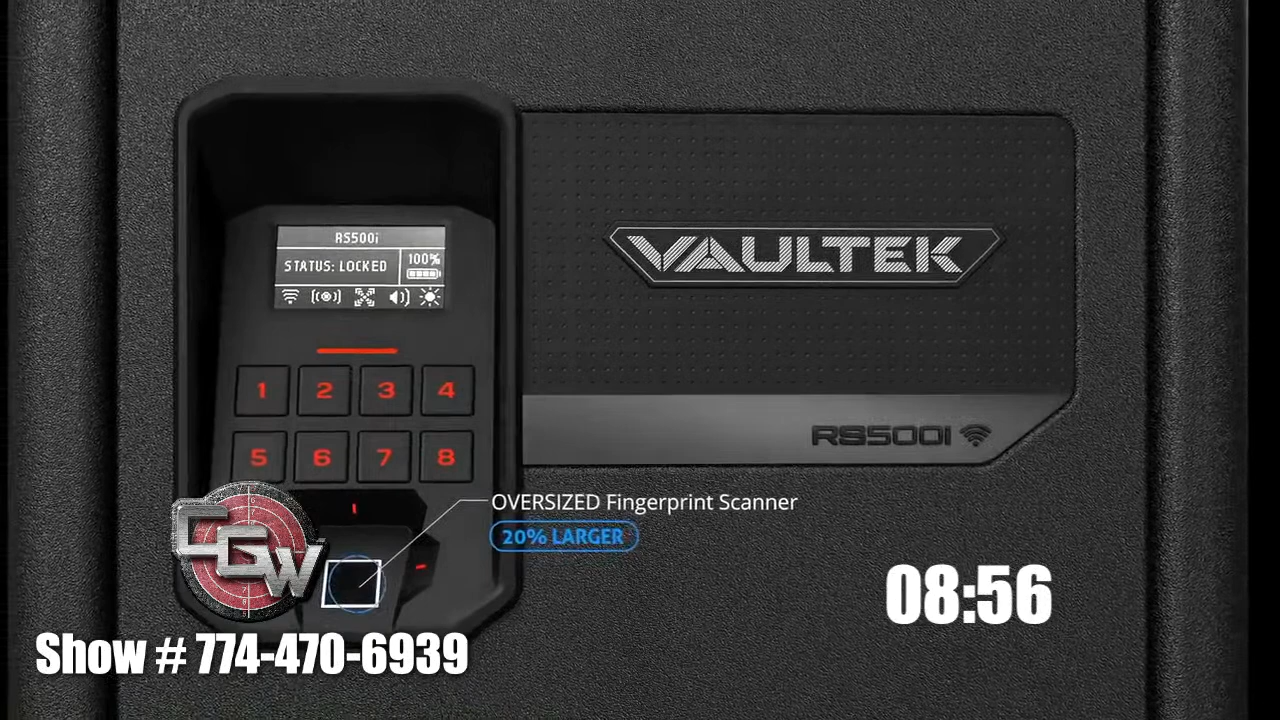 RS500i
STATUS: LOCKED
100%
VAULTEK
1 2 3 4
5 6 7 8
RS500i
OVERSIZED Fingerprint Scanner
20% LARGER
CGW
08:56
Show # 774-470-6939